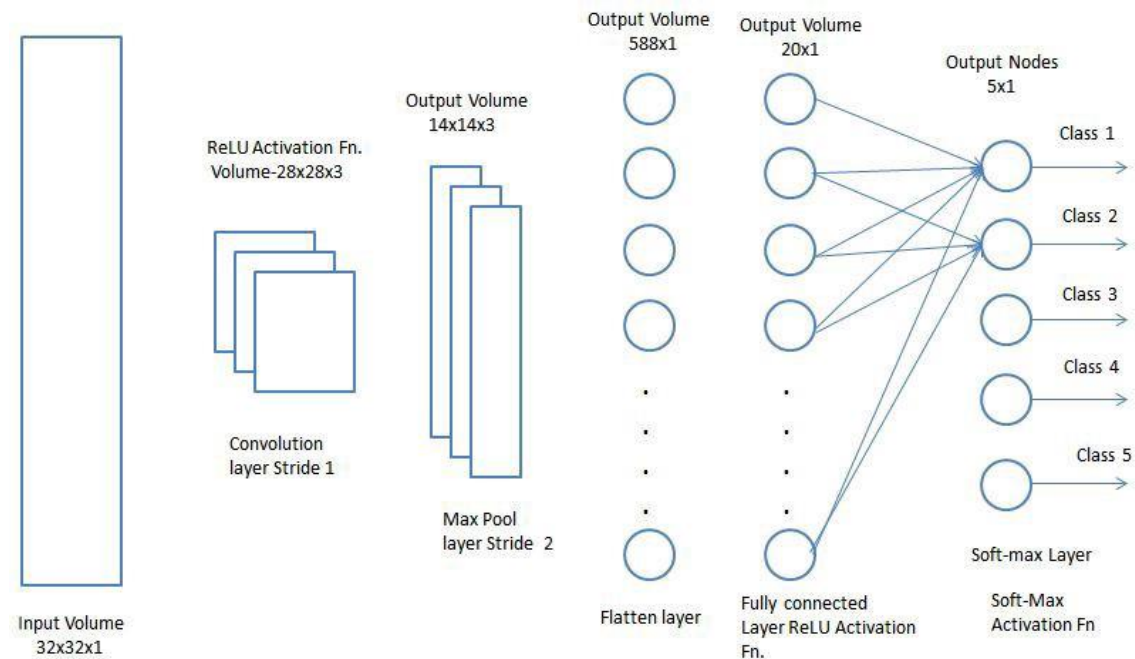 Output Volume
588x1
Output Volume
20x1
Output Nodes
5x1
Output Volume
14x14x3
ReLU Activation Fn.
Volume-28x28x3
Class 1
Class 2
Class 3
Class 4
Class 5
Convolution
layer Stride 1
Max Pool
layer Stride 2
Input Volume
32x32x1
Flatten layer
Fully connected
Layer ReLU Activation
Fn.
Soft-max Layer
Soft-Max
Activation Fn